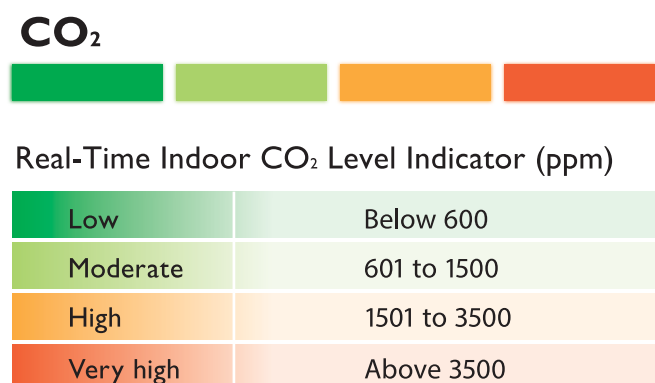 CO₂
Real-Time Indoor CO₂ Level Indicator (ppm)
Low Below 600
Moderate 601 to 1500
High 1501 to 3500
Very high Above 3500